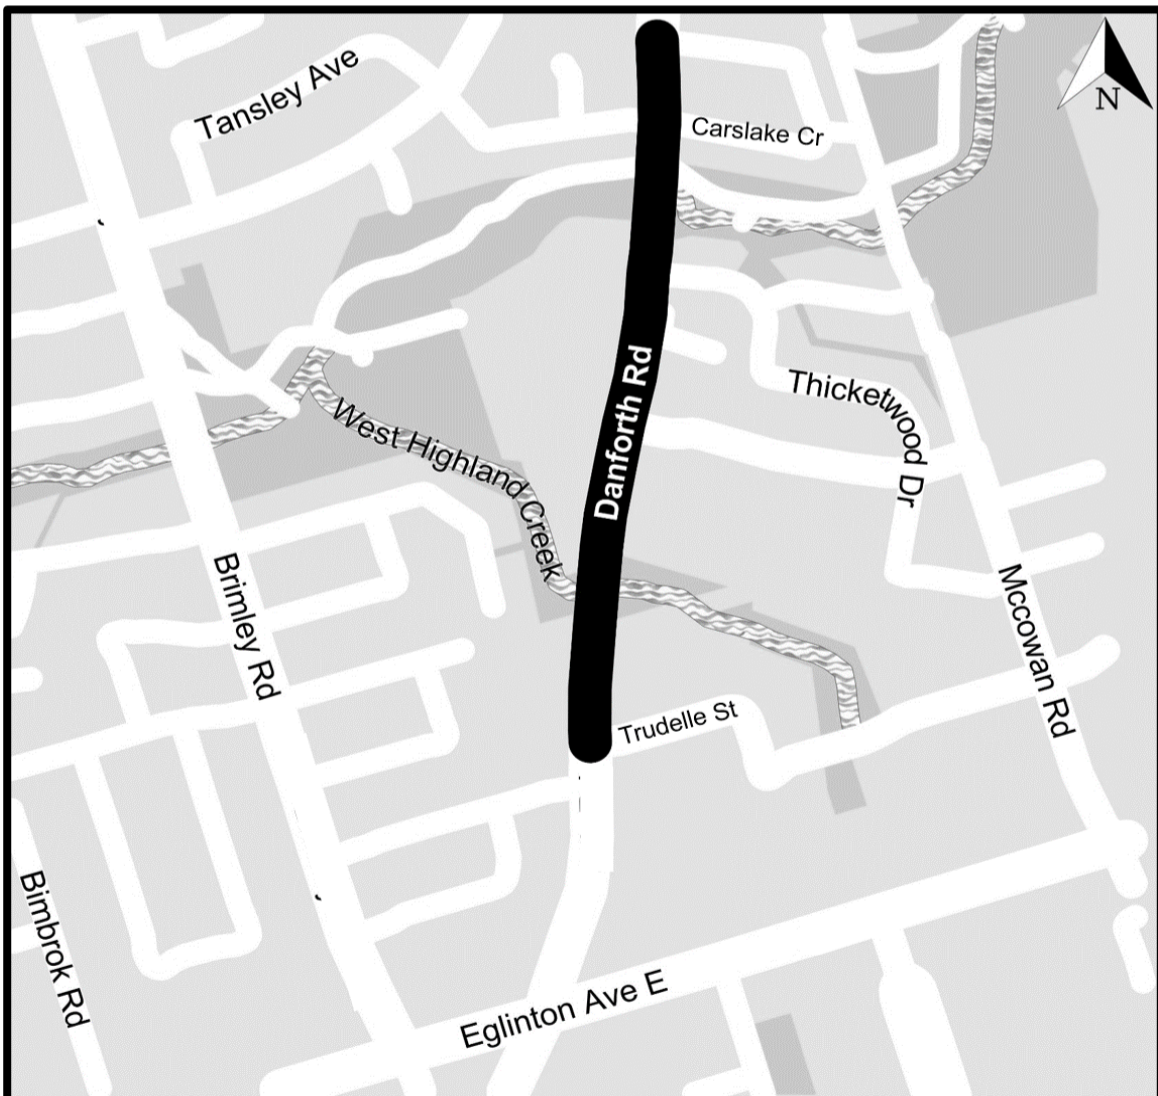 Tansley Ave
N
Carslake Cr
Danforth Rd
Thicketwood Dr
West Highland Creek
Brimley Rd
Mccowan Rd
Trudelle St
Bimbrok Rd
Eglinton Ave E